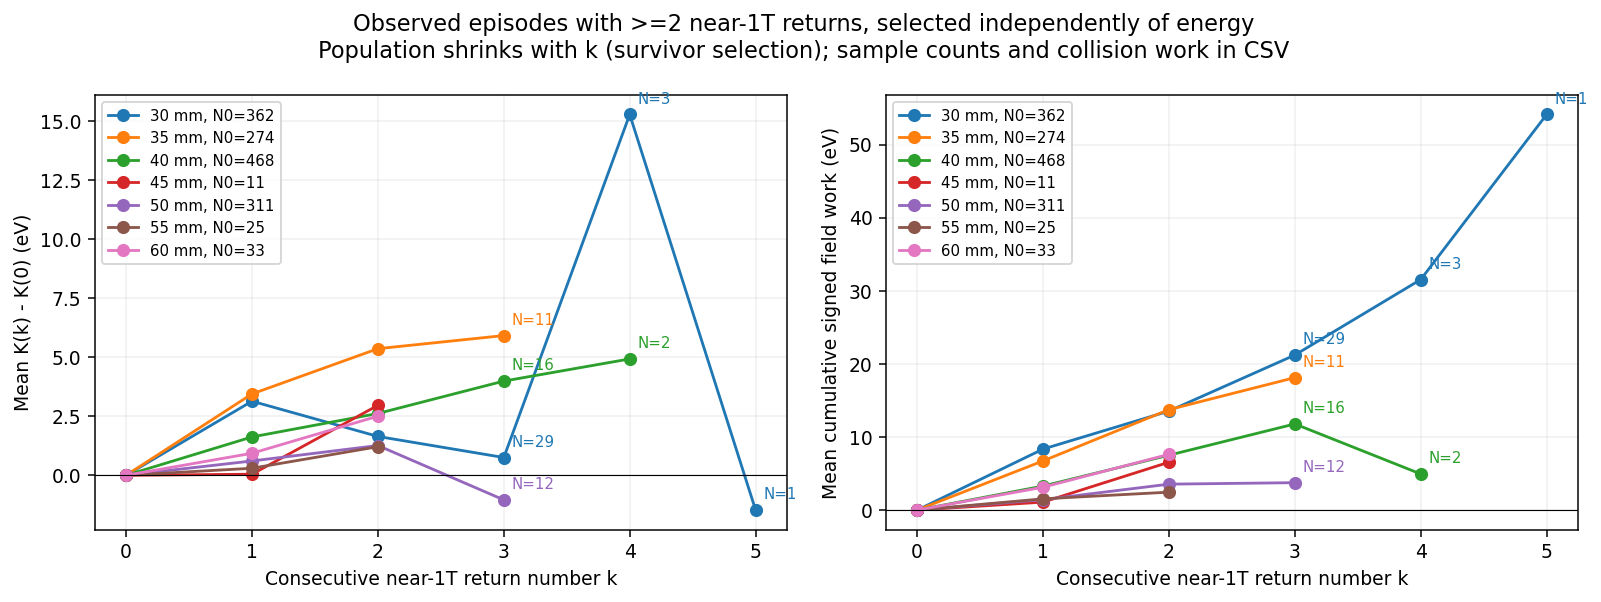 Observed episodes with >=2 near-1T returns, selected independently of energy
Population shrinks with k (survivor selection); sample counts and collision work in CSV
Mean K(k) - K(0) (eV)
15.0
12.5
10.0
7.5
5.0
2.5
0.0
30 mm, N0=362
35 mm, N0=274
40 mm, N0=468
45 mm, N0=11
50 mm, N0=311
55 mm, N0=25
60 mm, N0=33
N=3
N=11
N=2
N=16
N=29
N=12
N=1
0 1 2 3 4 5
Consecutive near-1T return number k
Mean cumulative signed field work (eV)
50
40
30
20
10
0
30 mm, N0=362
35 mm, N0=274
40 mm, N0=468
45 mm, N0=11
50 mm, N0=311
55 mm, N0=25
60 mm, N0=33
N=1
N=3
N=29
N=11
N=16
N=2
N=12
0 1 2 3 4 5
Consecutive near-1T return number k